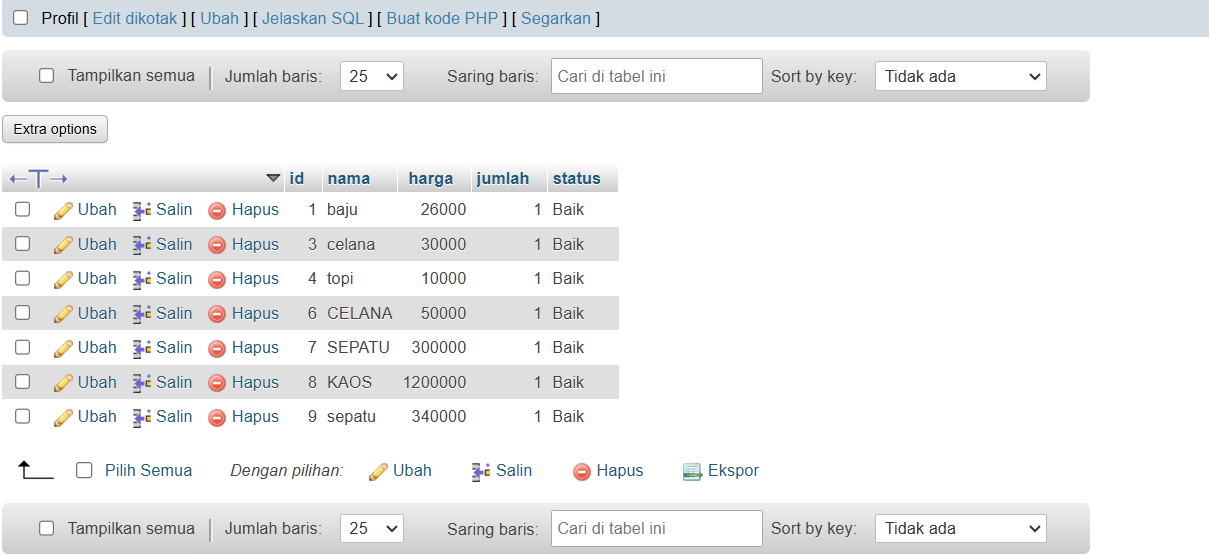 Profil [ Edit dikotak ] [ Ubah ] [ Jelaskan SQL ] [ Buat kode PHP ] [ Segarkan ]
Tampilkan semua | Jumlah baris: 25 Saring baris: Cari di tabel ini Sort by key: Tidak ada
Extra options
←T→ id nama harga jumlah status
Ubah Salin Hapus 1 baju 26000 1 Baik
Ubah Salin Hapus 3 celana 30000 1 Baik
Ubah Salin Hapus 4 topi 10000 1 Baik
Ubah Salin Hapus 6 CELANA 50000 1 Baik
Ubah Salin Hapus 7 SEPATU 300000 1 Baik
Ubah Salin Hapus 8 KAOS 1200000 1 Baik
Ubah Salin Hapus 9 sepatu 340000 1 Baik
Pilih Semua Dengan pilihan: Ubah Salin Hapus Ekspor
Tampilkan semua | Jumlah baris: 25 Saring baris: Cari di tabel ini Sort by key: Tidak ada